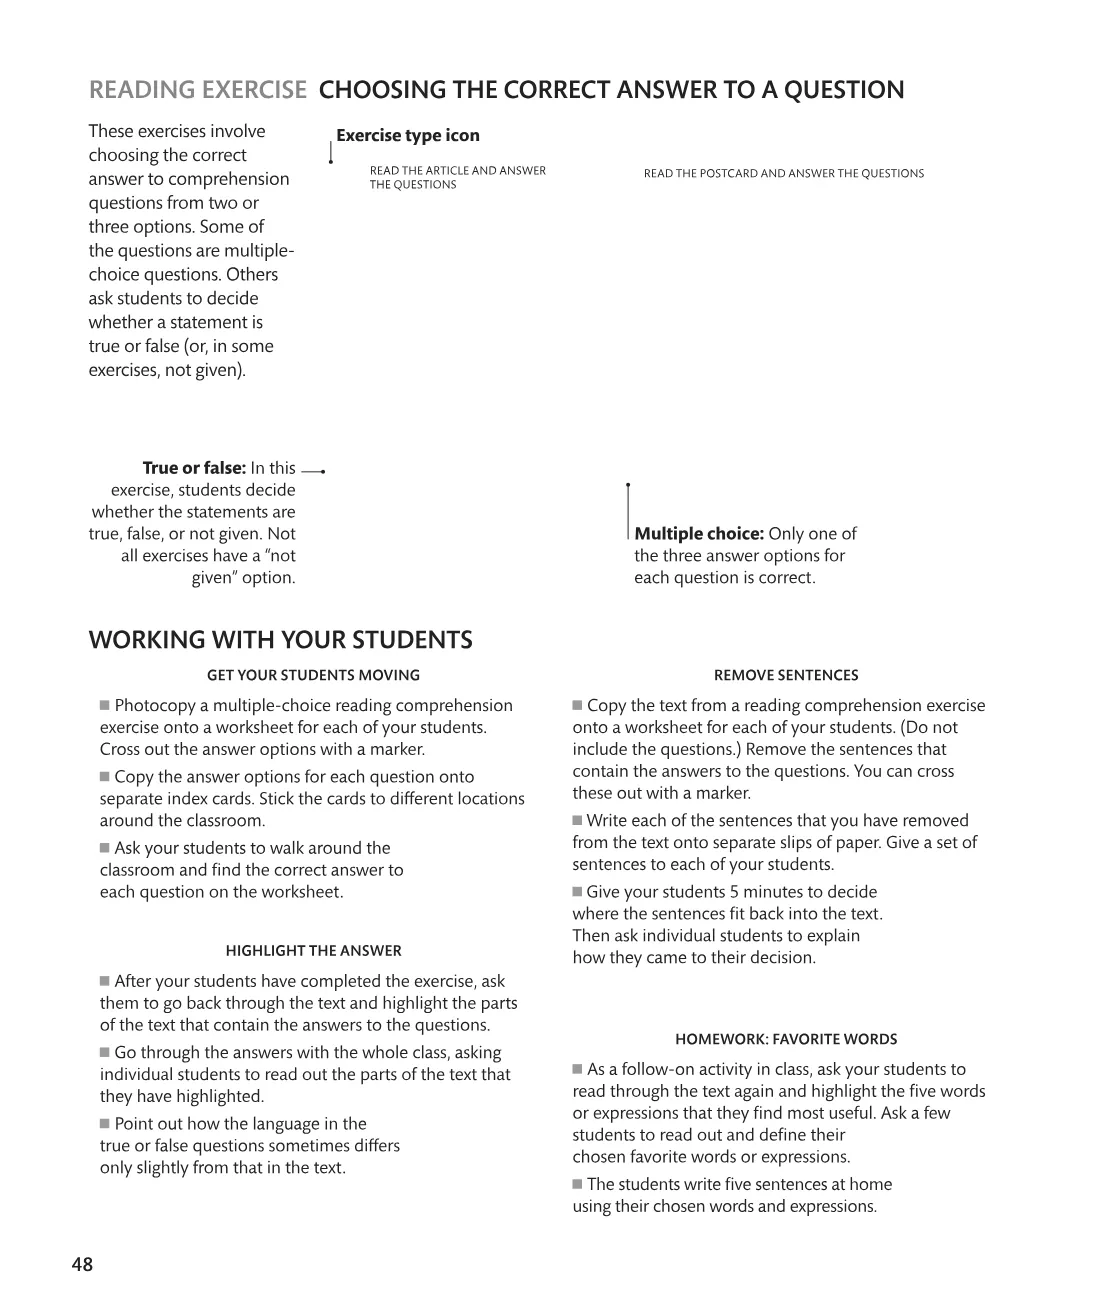 READING EXERCISE CHOOSING THE CORRECT ANSWER TO A QUESTION
These exercises involve
choosing the correct
answer to comprehension
questions from two or
three options. Some of
the questions are multiple-
choice questions. Others
ask students to decide
whether a statement is
true or false (or, in some
exercises, not given).
Exercise type icon
READ THE ARTICLE AND ANSWER
THE QUESTIONS
READ THE POSTCARD AND ANSWER THE QUESTIONS
True or false: In this
exercise, students decide
whether the statements are
true, false, or not given. Not
all exercises have a “not
given” option.
Multiple choice: Only one of
the three answer options for
each question is correct.
WORKING WITH YOUR STUDENTS
GET YOUR STUDENTS MOVING
■ Photocopy a multiple-choice reading comprehension
exercise onto a worksheet for each of your students.
Cross out the answer options with a marker.
■ Copy the answer options for each question onto
separate index cards. Stick the cards to different locations
around the classroom.
■ Ask your students to walk around the
classroom and find the correct answer to
each question on the worksheet.
HIGHLIGHT THE ANSWER
■ After your students have completed the exercise, ask
them to go back through the text and highlight the parts
of the text that contain the answers to the questions.
■ Go through the answers with the whole class, asking
individual students to read out the parts of the text that
they have highlighted.
■ Point out how the language in the
true or false questions sometimes differs
only slightly from that in the text.
REMOVE SENTENCES
■ Copy the text from a reading comprehension exercise
onto a worksheet for each of your students. (Do not
include the questions.) Remove the sentences that
contain the answers to the questions. You can cross
these out with a marker.
■ Write each of the sentences that you have removed
from the text onto separate slips of paper. Give a set of
sentences to each of your students.
■ Give your students 5 minutes to decide
where the sentences fit back into the text.
Then ask individual students to explain
how they came to their decision.
HOMEWORK: FAVORITE WORDS
■ As a follow-on activity in class, ask your students to
read through the text again and highlight the five words
or expressions that they find most useful. Ask a few
students to read out and define their
chosen favorite words or expressions.
■ The students write five sentences at home
using their chosen words and expressions.
48